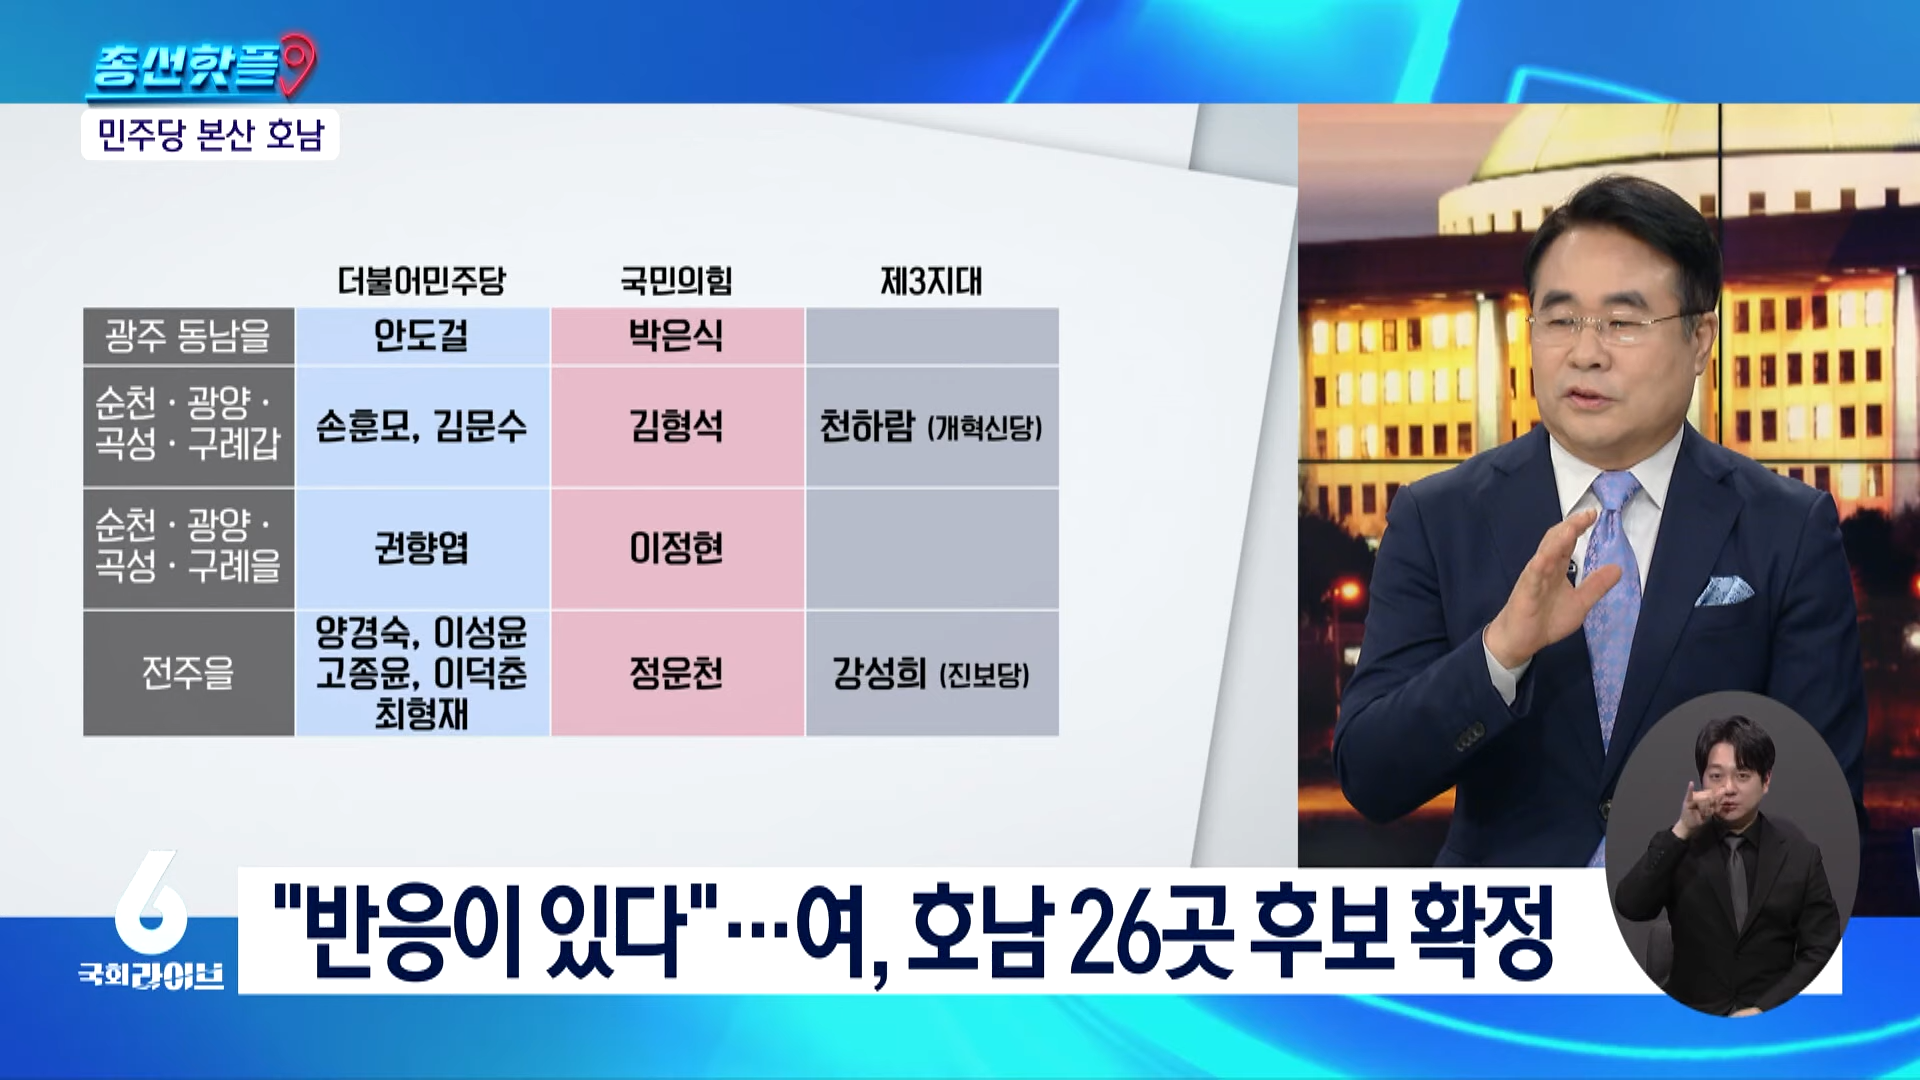 총선핫플
민주당 본산 호남
더불어민주당 국민의힘 제3지대
광주 동남을 안도걸 박은식
순천·광양·
곡성·구례갑 손훈모, 김문수 김형석 천하람 (개혁신당)
순천·광양·
곡성·구례을 권향엽 이정현
전주을 양경숙, 이성윤
고종윤, 이덕춘
최형재 정운천 강성희 (진보당)
6
국회라이브
"반응이 있다"…여, 호남 26곳 후보 확정